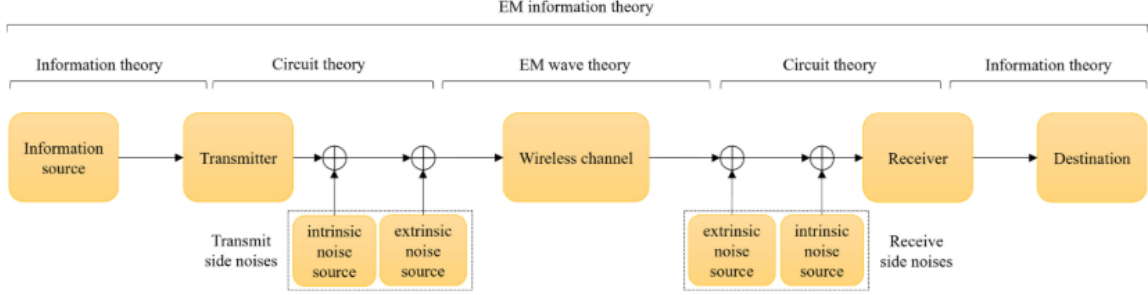 EM information theory
Information theory
Circuit theory
EM wave theory
Circuit theory
Information theory
Information
source
Transmitter
Wireless channel
Receiver
Destination
Transmit
side noises
intrinsic
noise
source
extrinsic
noise
source
extrinsic
noise
source
intrinsic
noise
source
Receive
side noises